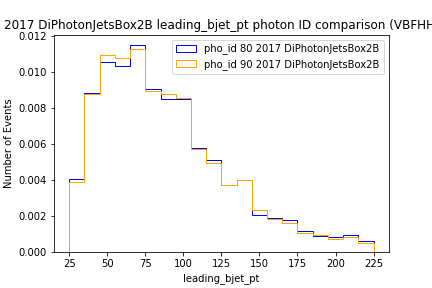 2017 DiPhotonJetsBox2B leading_bjet_pt photon ID comparison (VBFHH
pho_id 80 2017 DiPhotonJetsBox2B
pho_id 90 2017 DiPhotonJetsBox2B
Number of Events
0.012
0.010
0.008
0.006
0.004
0.002
0.000
25 50 75 100 125 150 175 200 225
leading_bjet_pt